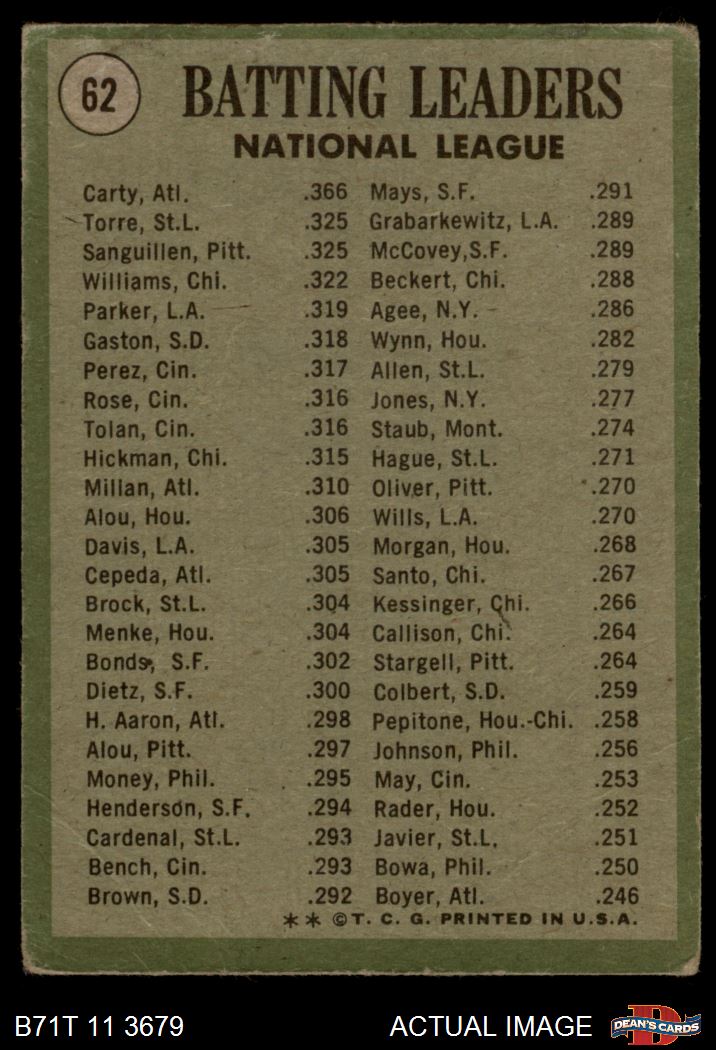 62
BATTING LEADERS
NATIONAL LEAGUE
Carty, Atl. .366 Mays, S.F. .291
Torre, St.L. .325 Grabarkewitz, L.A. .289
Sanguillen, Pitt. .325 McCovey,S.F. .289
Williams, Chi. .322 Beckert, Chi. .288
Parker, L.A. .319 Agee, N.Y. .286
Gaston, S.D. .318 Wynn, Hou. .282
Perez, Cin. .317 Allen, St.L. .279
Rose, Cin. .316 Jones, N.Y. .277
Tolan, Cin. .316 Staub, Mont. .274
Hickman, Chi. .315 Hague, St.L. .271
Millan, Atl. .310 Oliver, Pitt. .270
Alou, Hou. .306 Wills, L.A. .270
Davis, L.A. .305 Morgan, Hou. .268
Cepeda, Atl. .305 Santo, Chi. .267
Brock, St.L. .304 Kessinger, Chi. .266
Menke, Hou. .304 Callison, Chi. .264
Bonds, S.F. .302 Stargell, Pitt. .264
Dietz, S.F. .300 Colbert, S.D. .259
H. Aaron, Atl. .298 Pepitone, Hou.-Chi. .258
Alou, Pitt. .297 Johnson, Phil. .256
Money, Phil. .295 May, Cin. .253
Henderson, S.F. .294 Rader, Hou. .252
Cardenal, St.L. .293 Javier, St.L. .251
Bench, Cin. .293 Bowa, Phil. .250
Brown, S.D. .292 Boyer, Atl. .246
** ©T. C. G. PRINTED IN U.S.A.
B71T 11 3679 ACTUAL IMAGE D DEAN'S CARDS